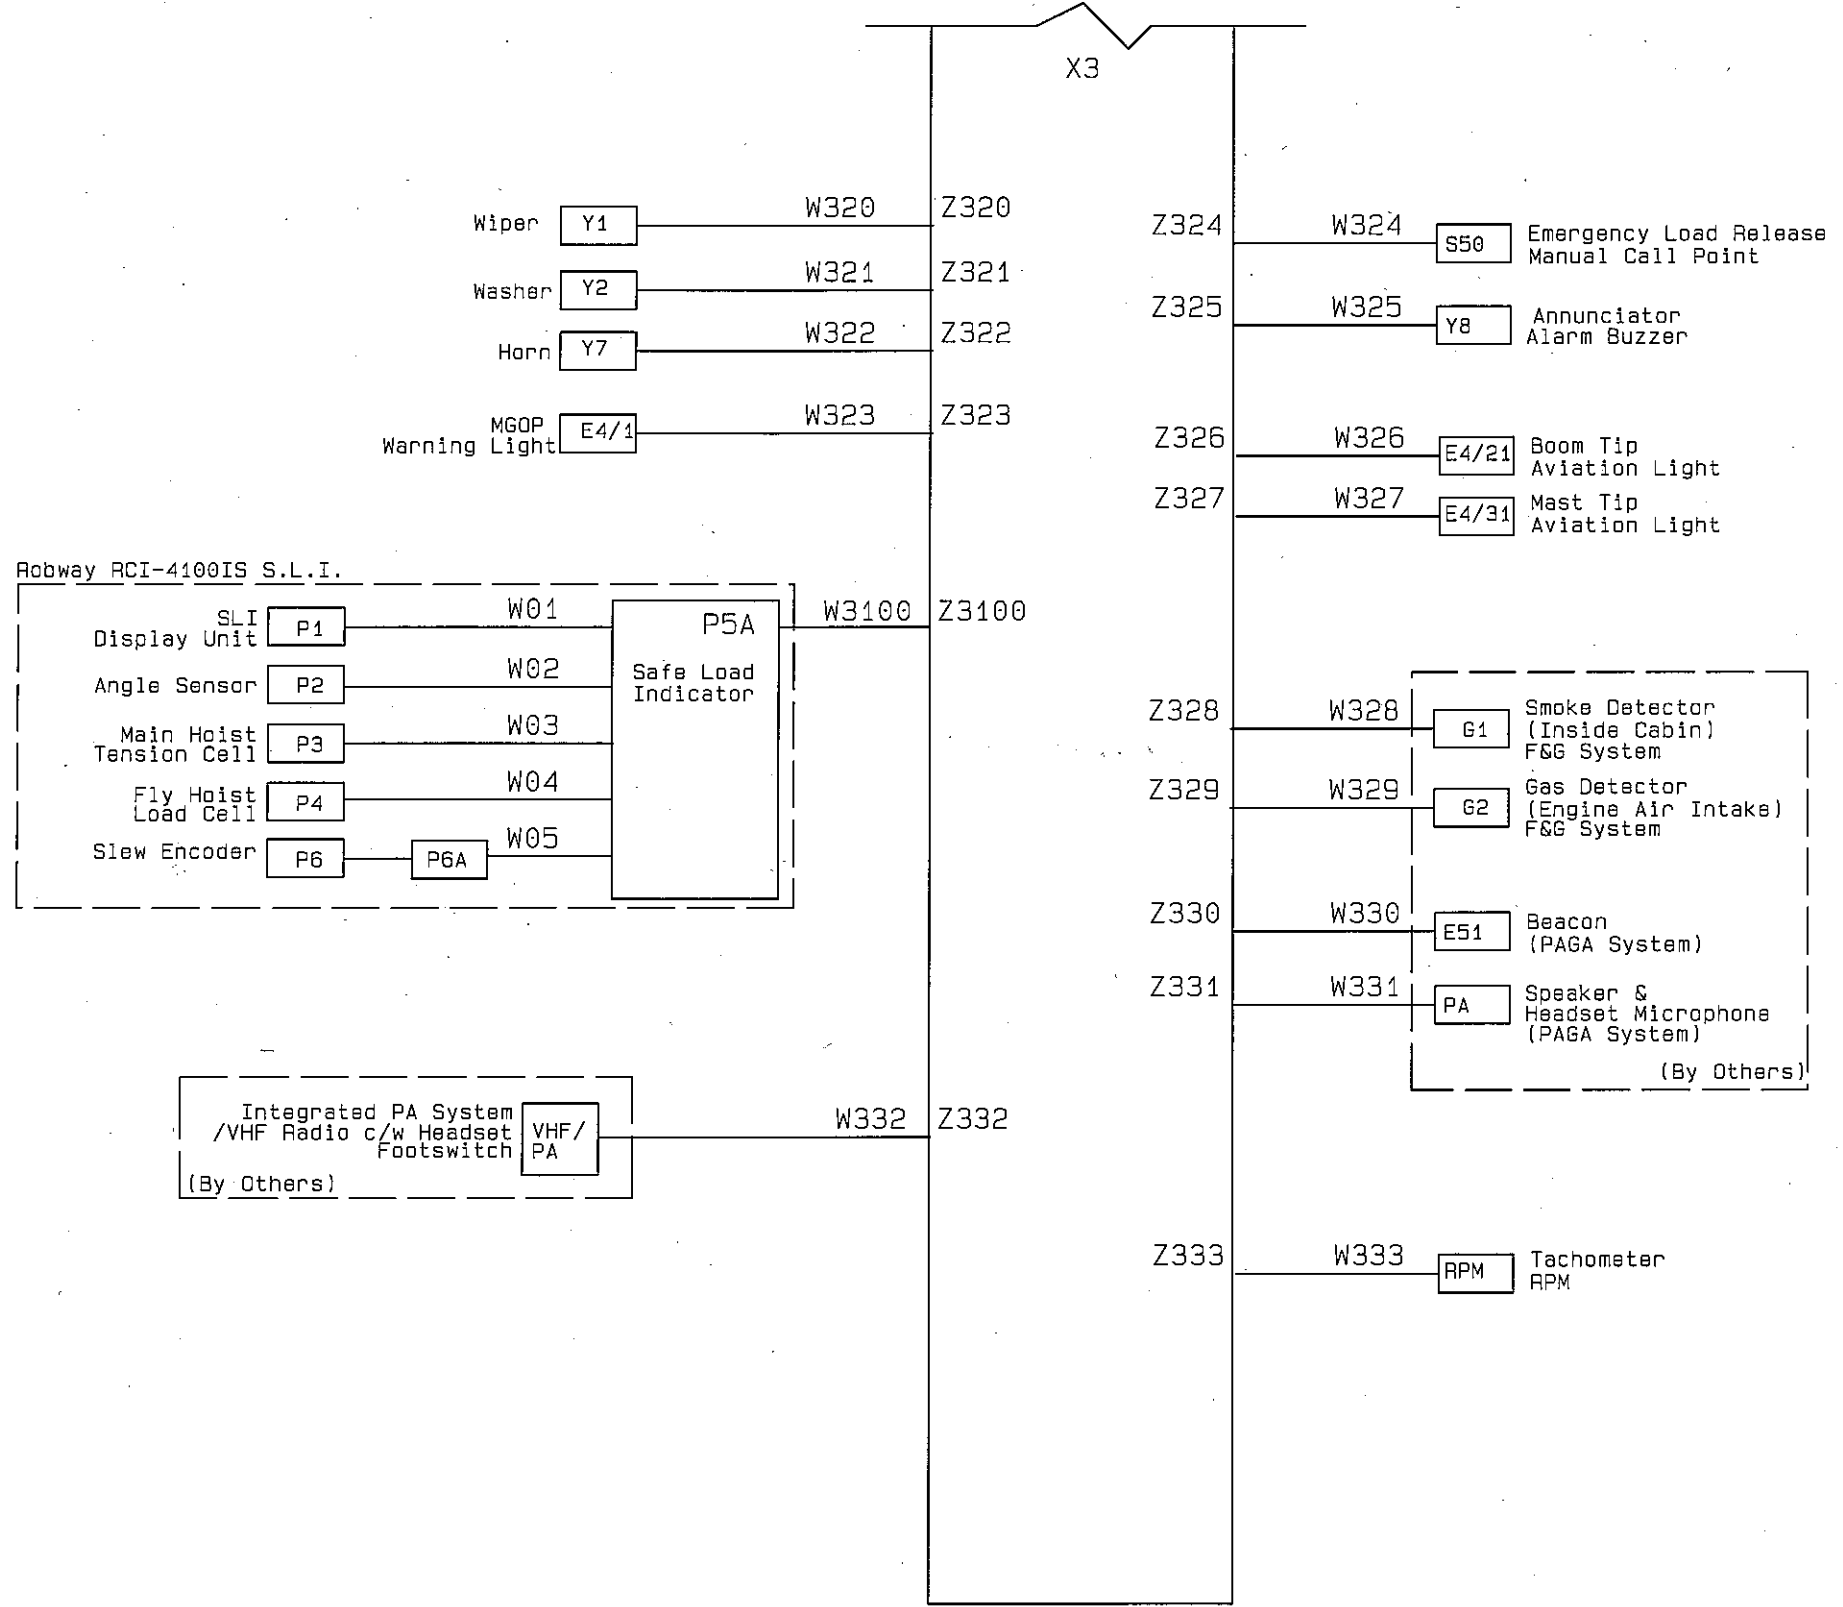 X3
Wiper
Y1
W320
Z320
Washer
Y2
W321
Z321
Horn
Y7
W322
Z322
MGOP
Warning Light
E4/1
W323
Z323
Robway RCI-4100IS S.L.I.
SLI
Display Unit
P1
W01
Angle Sensor
P2
W02
Main Hoist
Tension Cell
P3
W03
Fly Hoist
Load Cell
P4
W04
Slew Encoder
P6
P6A
W05
P5A
Safe Load
Indicator
W3100
Z3100
Integrated PA System
/VHF Radio c/w Headset
Footswitch
(By Others)
VHF/
PA
W332
Z332
Z324
W324
S50
Emergency Load Release
Manual Call Point
Z325
W325
Y8
Annunciator
Alarm Buzzer
Z326
W326
E4/21
Boom Tip
Aviation Light
Z327
W327
E4/31
Mast Tip
Aviation Light
Z328
W328
G1
Smoke Detector
(Inside Cabin)
F&G System
Z329
W329
G2
Gas Detector
(Engine Air Intake)
F&G System
Z330
W330
E51
Beacon
(PAGA System)
Z331
W331
PA
Speaker &
Headset Microphone
(PAGA System)
(By Others)
Z333
W333
RPM
Tachometer
RPM